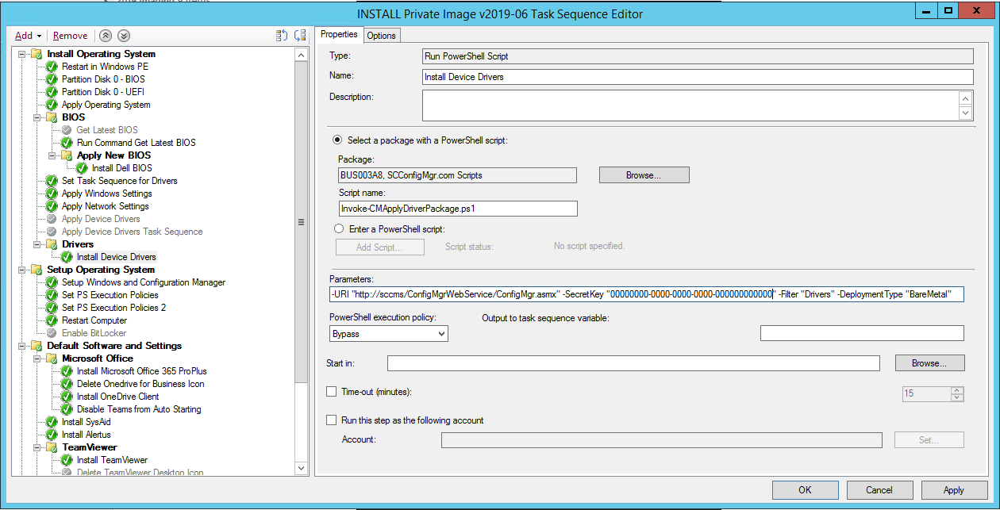 INSTALL Private Image v2019-06 Task Sequence Editor
Add
Remove
Install Operating System
Restart in Windows PE
Partition Disk 0 - BIOS
Partition Disk 0 - UEFI
Apply Operating System
BIOS
Get Latest BIOS
Run Command Get Latest BIOS
Apply New BIOS
Install Dell BIOS
Set Task Sequence for Drivers
Apply Windows Settings
Apply Network Settings
Apply Device Drivers
Apply Device Drivers Task Sequence
Drivers
Install Device Drivers
Setup Operating System
Setup Windows and Configuration Manager
Set PS Execution Policies
Set PS Execution Policies 2
Restart Computer
Enable BitLocker
Default Software and Settings
Microsoft Office
Install Microsoft Office 365 ProPlus
Delete Onedrive for Business Icon
Install OneDrive Client
Disable Teams from Auto Starting
Install SysAid
Install Alertus
TeamViewer
Install TeamViewer
Delete TeamViewer Desktop Icon
Properties
Options
Type:
Run PowerShell Script
Name:
Install Device Drivers
Description:
Select a package with a PowerShell script:
Package:
BUS003A8, SCConfigMgr.com Scripts
Browse...
Script name:
Invoke-CMApplyDriverPackage.ps1
Enter a PowerShell script:
Add Script...
Script status:
No script specified.
Parameters:
-URI "http://sccms/ConfigMgrWebService/ConfigMgr.asmx" -SecretKey "00000000-0000-0000-0000-000000000000" -Filter "Drivers" -DeploymentType "BareMetal"
PowerShell execution policy:
Output to task sequence variable:
Bypass
Start in:
Browse...
Time-out (minutes):
15
Run this step as the following account
Account:
Set...
OK
Cancel
Apply